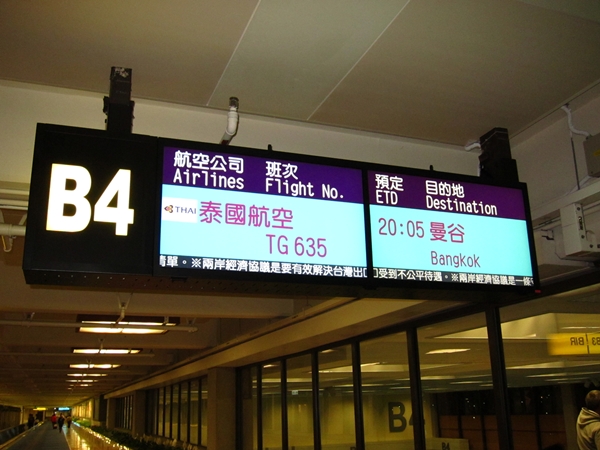 B4
航空公司 班次
Airlines Flight No.
THAI 泰國航空
TG 635
清單。※兩岸經濟協議是要有效解決台灣出口
預定 目的地
ETD Destination
20:05 曼谷
Bangkok
受到不公平待遇。※兩岸經濟協議是
B4
B3